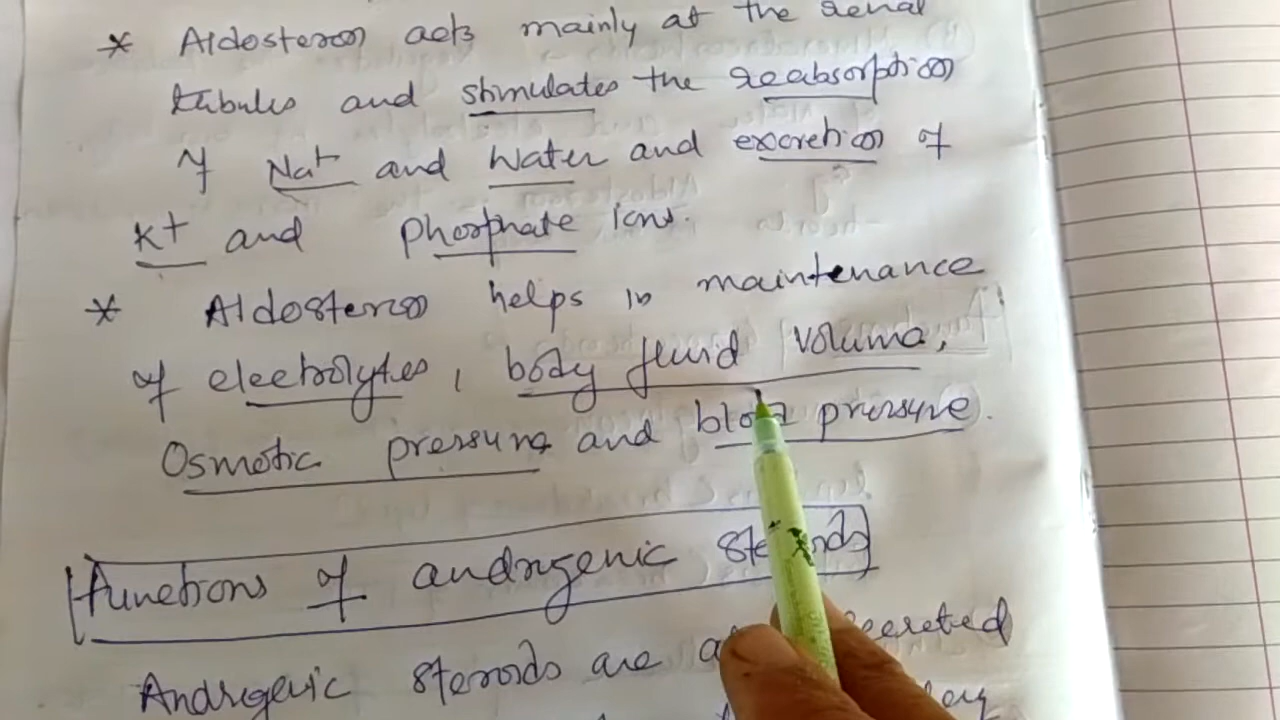 * Aldosteron acts mainly at the renal
tubules and stimulates the reabsorption
of Na+ and Water and excretion of
K+ and Phosphate ions.
* Aldosteron helps in maintenance
of electrolytes, body fluid volume,
Osmotic pressure and blood pressure.
Functions of androgenic steroids
Androgenic steroids are secreted